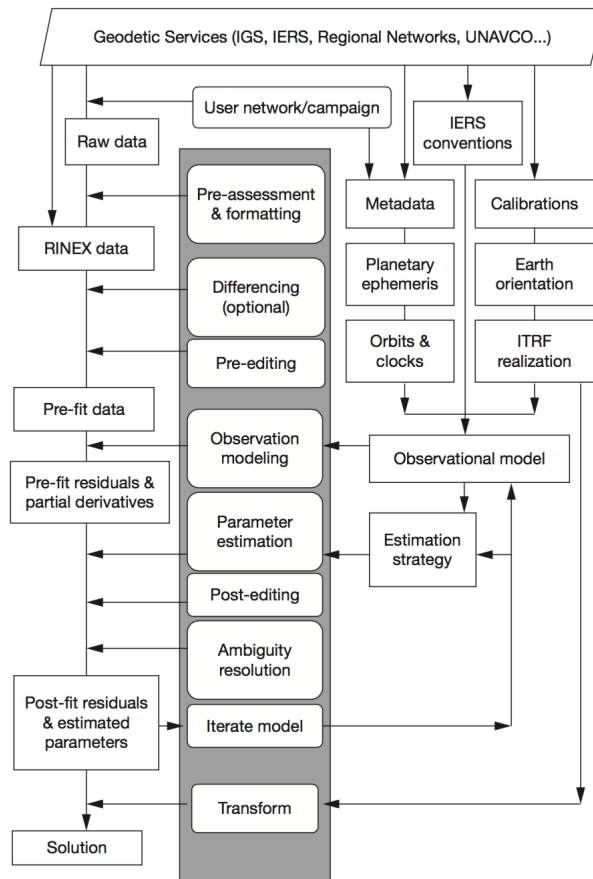 Geodetic Services (IGS, IERS, Regional Networks, UNAVCO...)
User network/campaign
IERS
conventions
Raw data
Pre-assessment
& formatting
Metadata
Calibrations
RINEX data
Differencing
(optional)
Planetary
ephemeris
Earth
orientation
Pre-editing
Orbits &
clocks
ITRF
realization
Pre-fit data
Observation
modeling
Observational model
Pre-fit residuals &
partial derivatives
Parameter
estimation
Estimation
strategy
Post-editing
Ambiguity
resolution
Post-fit residuals
& estimated
parameters
Iterate model
Transform
Solution